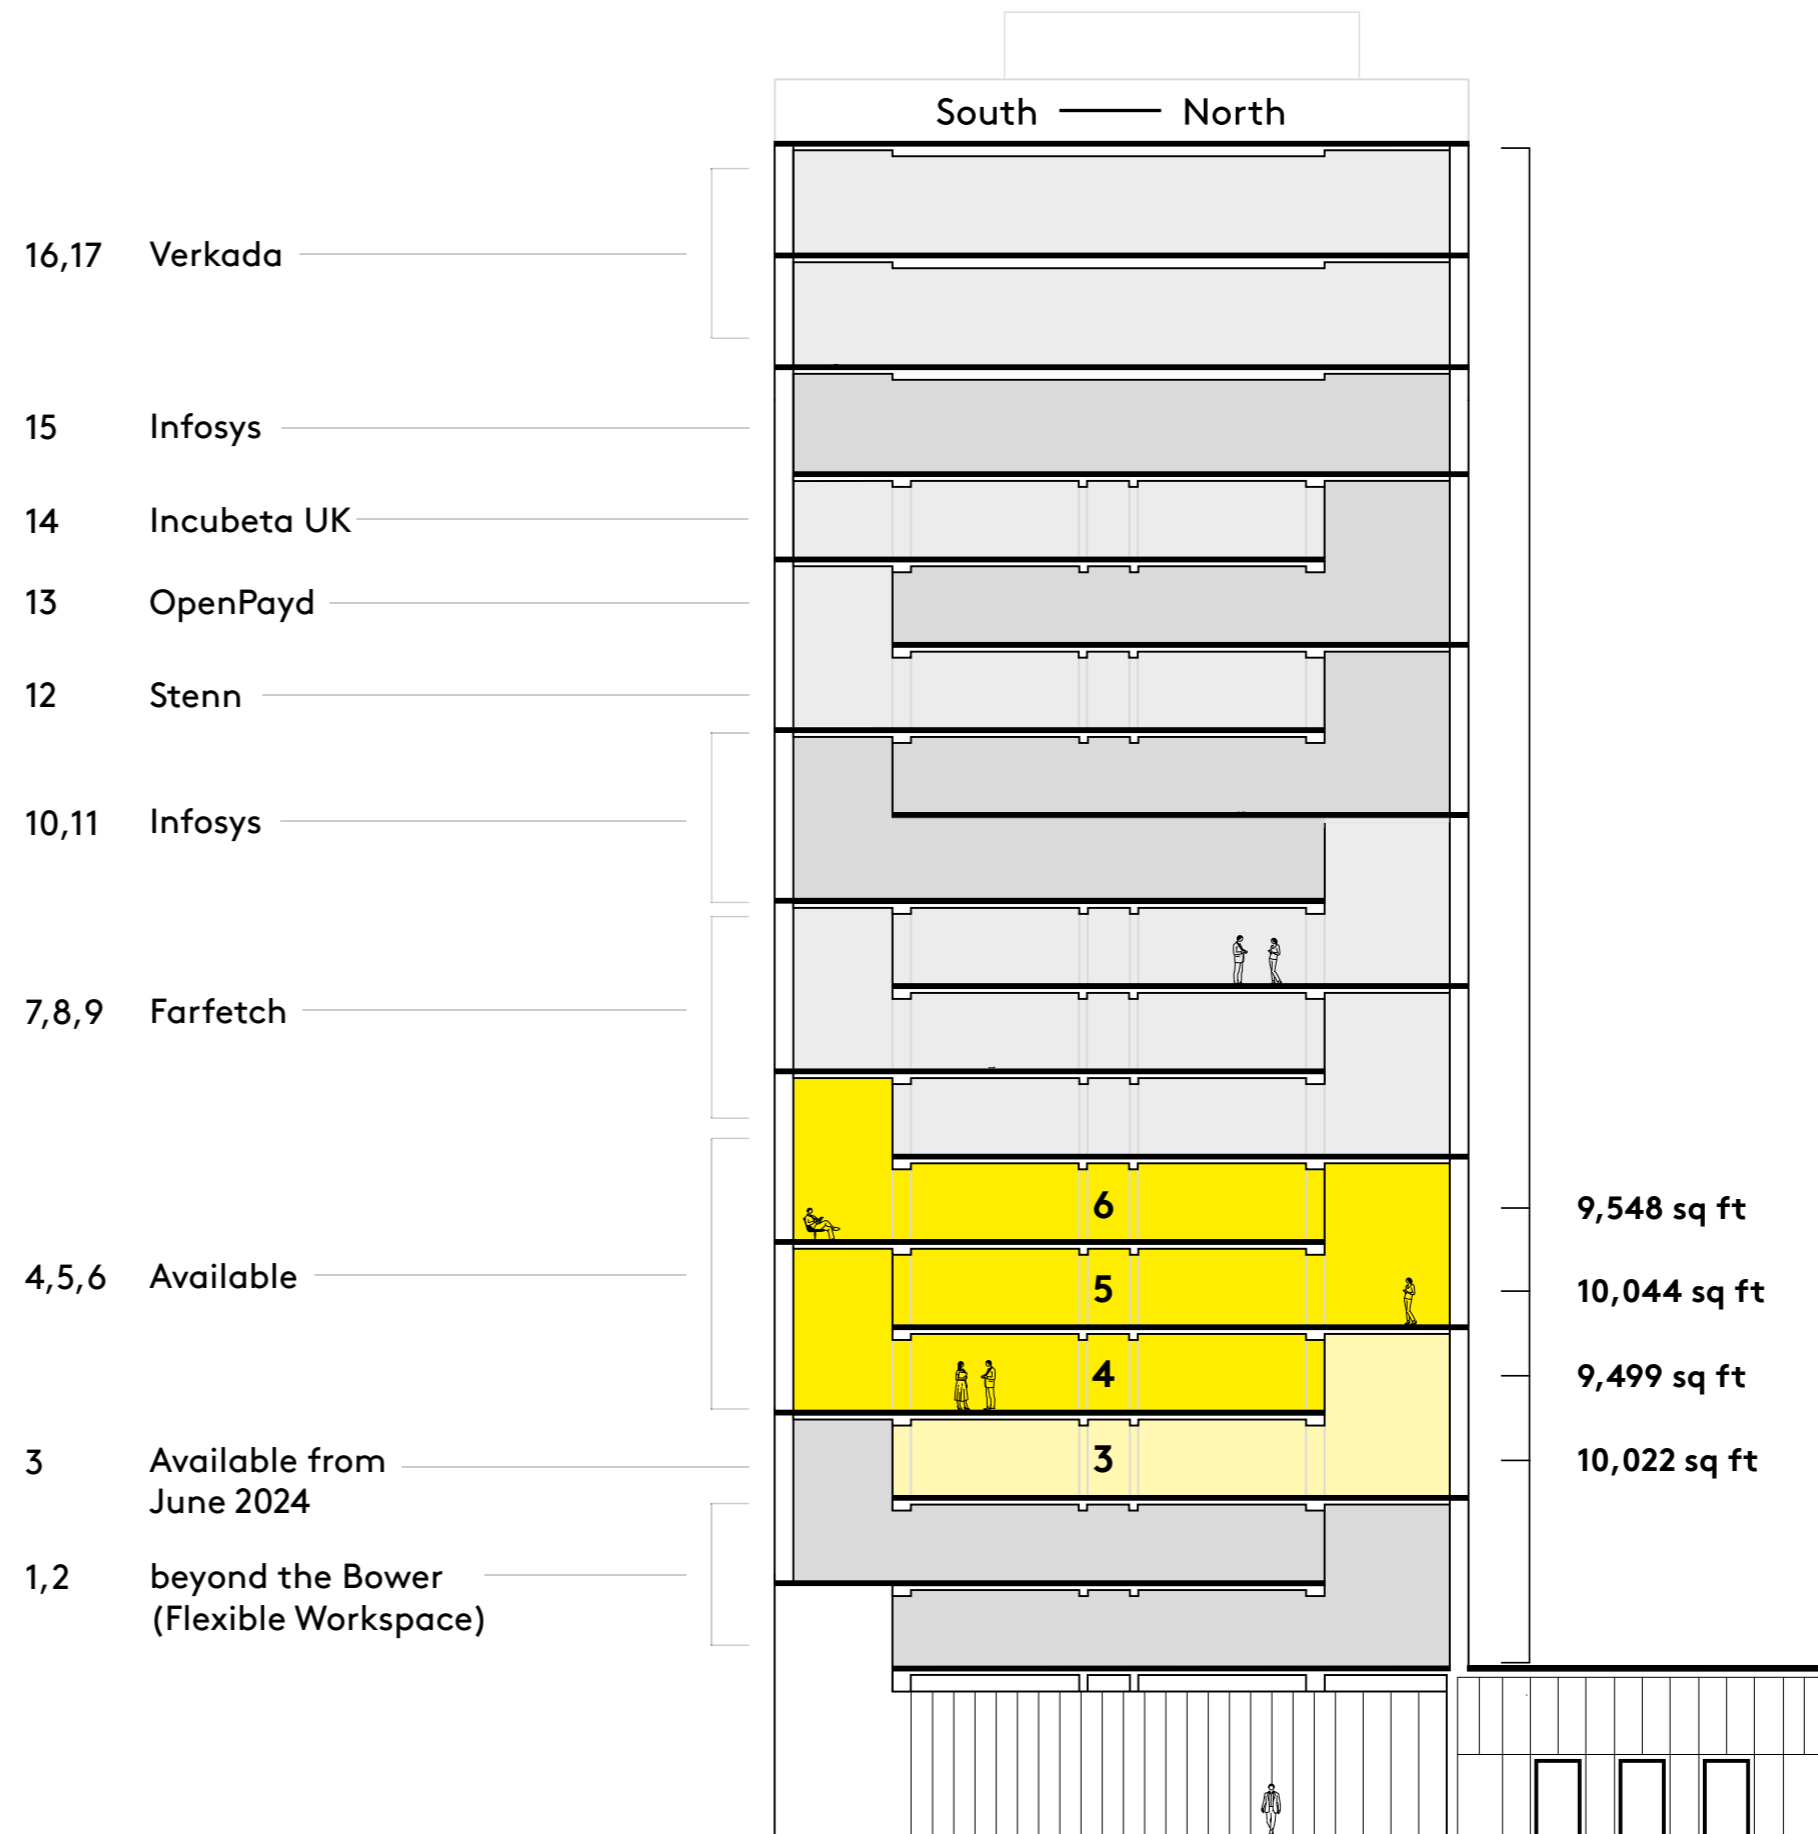 South — North
16,17 Verkada
15 Infosys
14 Incubeta UK
13 OpenPayd
12 Stenn
10,11 Infosys
7,8,9 Farfetch
6 9,548 sq ft
4,5,6 Available
5 10,044 sq ft
4 9,499 sq ft
3 Available from
June 2024
3 10,022 sq ft
1,2 beyond the Bower
(Flexible Workspace)